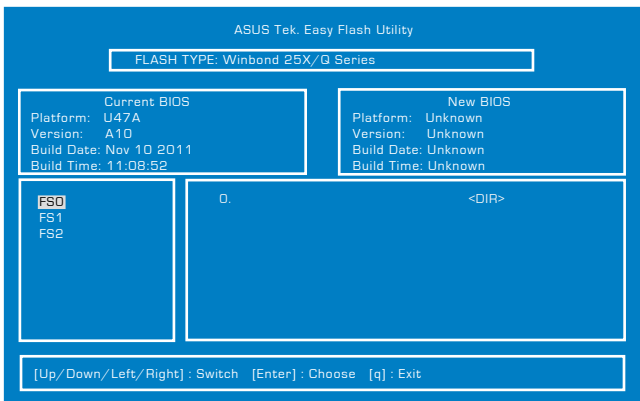 ASUS Tek. Easy Flash Utility
FLASH TYPE: Winbond 25X/Q Series
Current BIOS
Platform: U47A
Version: A10
Build Date: Nov 10 2011
Build Time: 11:08:52
New BIOS
Platform: Unknown
Version: Unknown
Build Date: Unknown
Build Time: Unknown
FS0
FS1
FS2
0. <DIR>
[Up/Down/Left/Right] : Switch [Enter] : Choose [q] : Exit